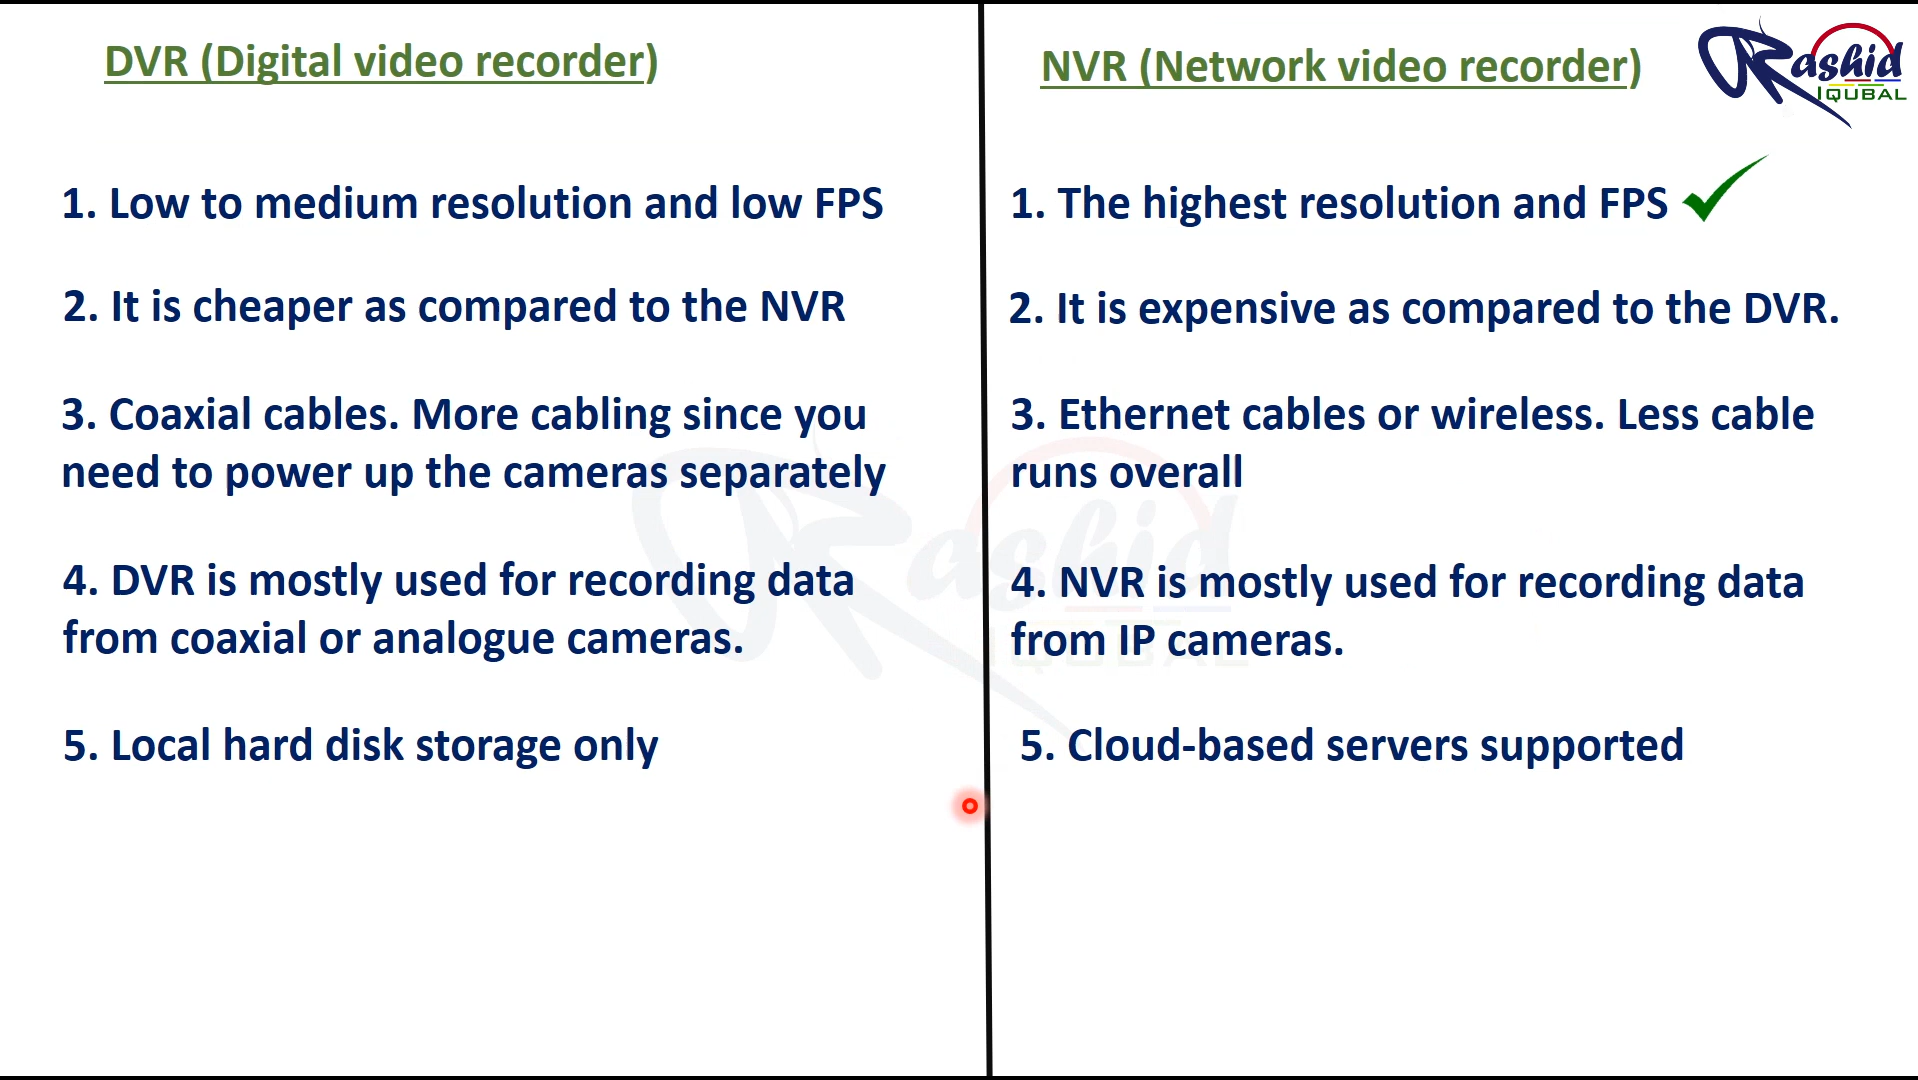 DVR (Digital video recorder)
1. Low to medium resolution and low FPS
2. It is cheaper as compared to the NVR
3. Coaxial cables. More cabling since you
need to power up the cameras separately
4. DVR is mostly used for recording data
from coaxial or analogue cameras.
5. Local hard disk storage only
NVR (Network video recorder)
Rashid
IQUBAL
1. The highest resolution and FPS
2. It is expensive as compared to the DVR.
3. Ethernet cables or wireless. Less cable
runs overall
4. NVR is mostly used for recording data
from IP cameras.
5. Cloud-based servers supported
Rashid
IQUBAL